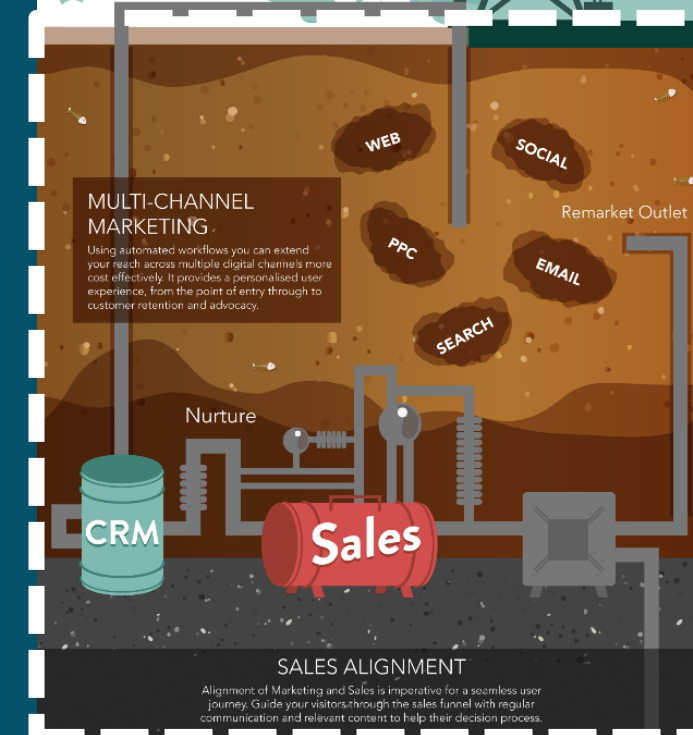 WEB
SOCIAL
MULTI-CHANNEL
MARKETING
Using automated workflows you can extend
your reach across multiple digital channels more
cost effectively. It provides a personalised user
experience, from the point of entry through to
customer retention and advocacy.
Remarket Outlet
PPC
EMAIL
SEARCH
Nurture
CRM
Sales
SALES ALIGNMENT
Alignment of Marketing and Sales is imperative for a seamless user
journey. Guide your visitors through the sales funnel with regular
communication and relevant content to help their decision process.